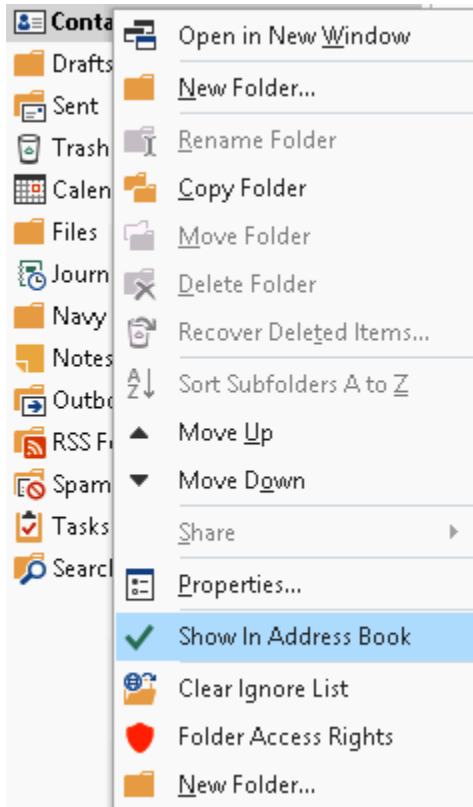 Conta
Drafts
Sent
Trash
Calen
Files
Journ
Navy
Notes
Outbo
RSS F
Spam
Tasks
Search
Open in New Window
New Folder...
Rename Folder
Copy Folder
Move Folder
Delete Folder
Recover Deleted Items...
Sort Subfolders A to Z
Move Up
Move Down
Share
Properties...
Show In Address Book
Clear Ignore List
Folder Access Rights
New Folder...